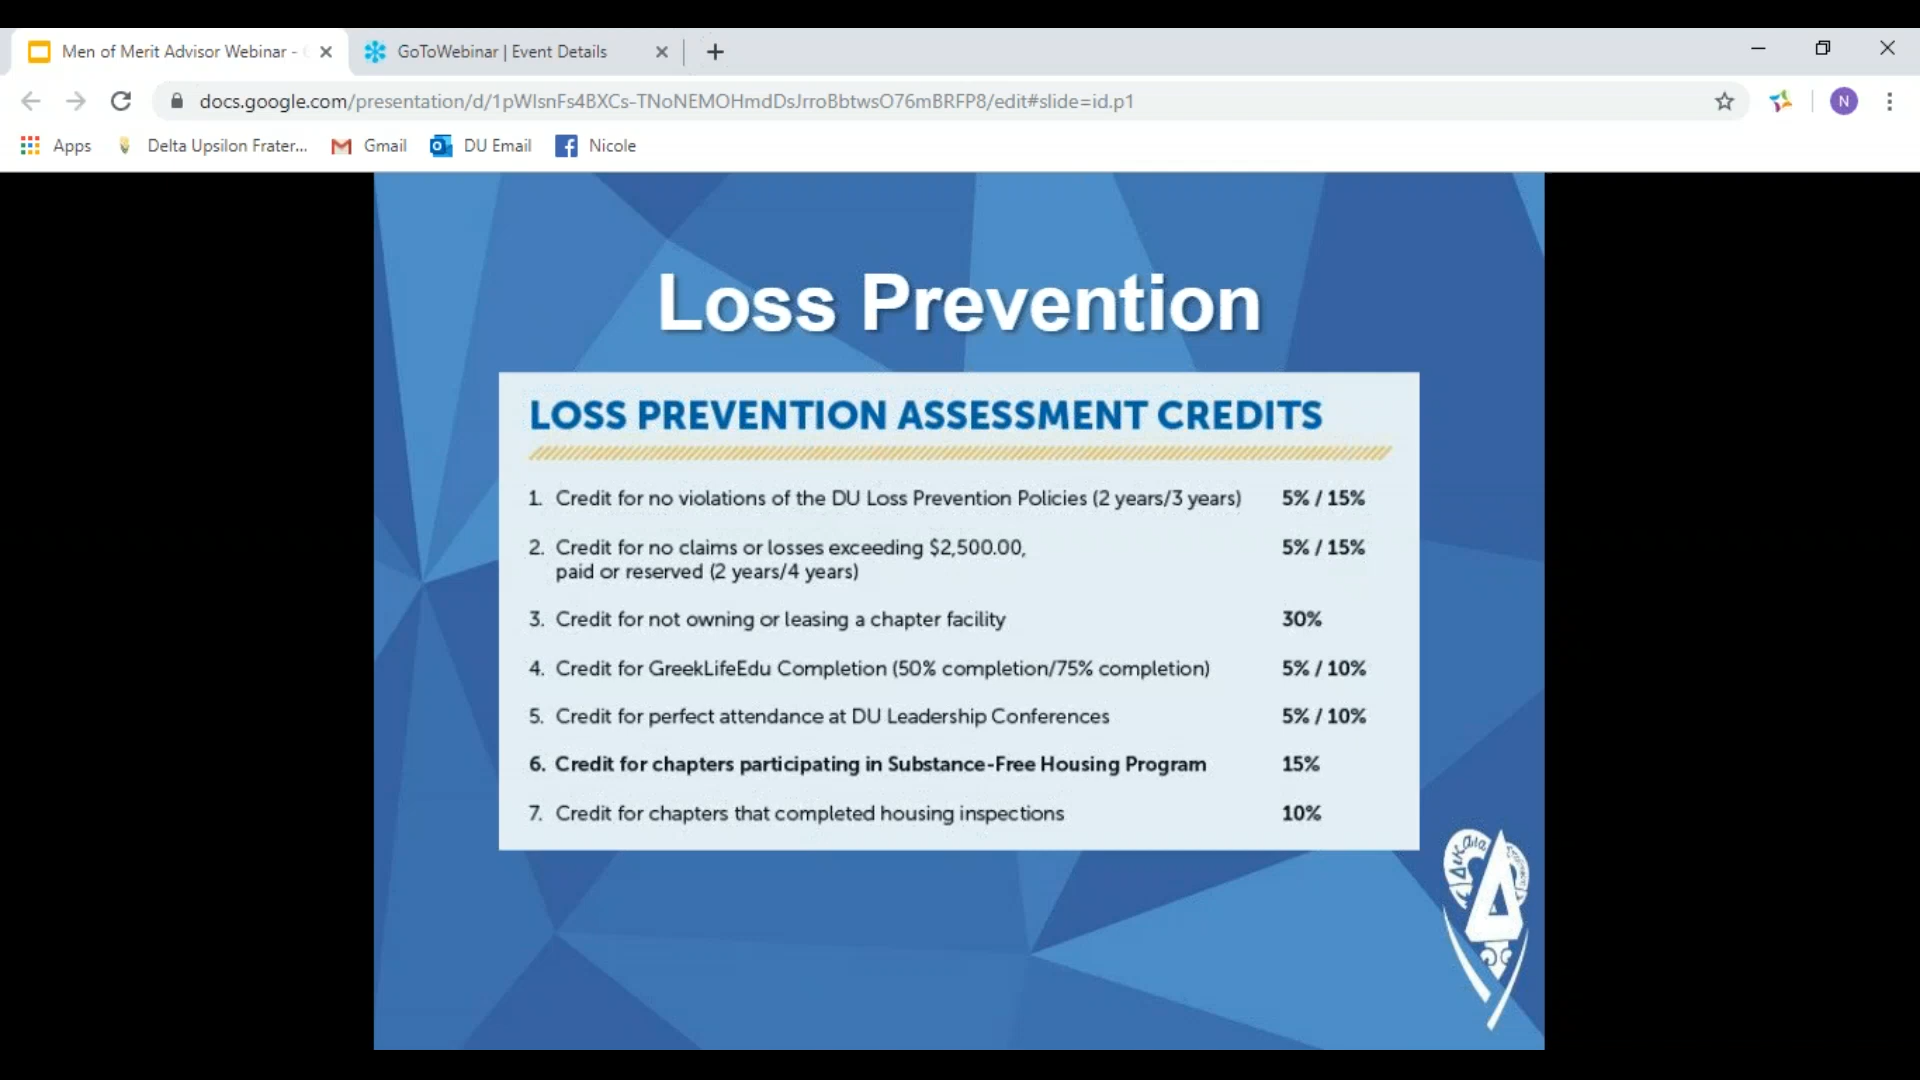 Men of Merit Advisor Webinar -
GoToWebinar | Event Details
docs.google.com/presentation/d/1pWIsnFs4BXCs-TNoNEMOHmdDsJrroBbtwsO76mBRFP8/edit#slide=id.p1
N
Apps
Delta Upsilon Frater...
Gmail
DU Email
Nicole
Loss Prevention
LOSS PREVENTION ASSESSMENT CREDITS
1. Credit for no violations of the DU Loss Prevention Policies (2 years/3 years) 5% / 15%
2. Credit for no claims or losses exceeding $2,500.00, 5% / 15%
paid or reserved (2 years/4 years)
3. Credit for not owning or leasing a chapter facility 30%
4. Credit for GreekLifeEdu Completion (50% completion/75% completion) 5% / 10%
5. Credit for perfect attendance at DU Leadership Conferences 5% / 10%
6. Credit for chapters participating in Substance-Free Housing Program 15%
7. Credit for chapters that completed housing inspections 10%
Δικαια